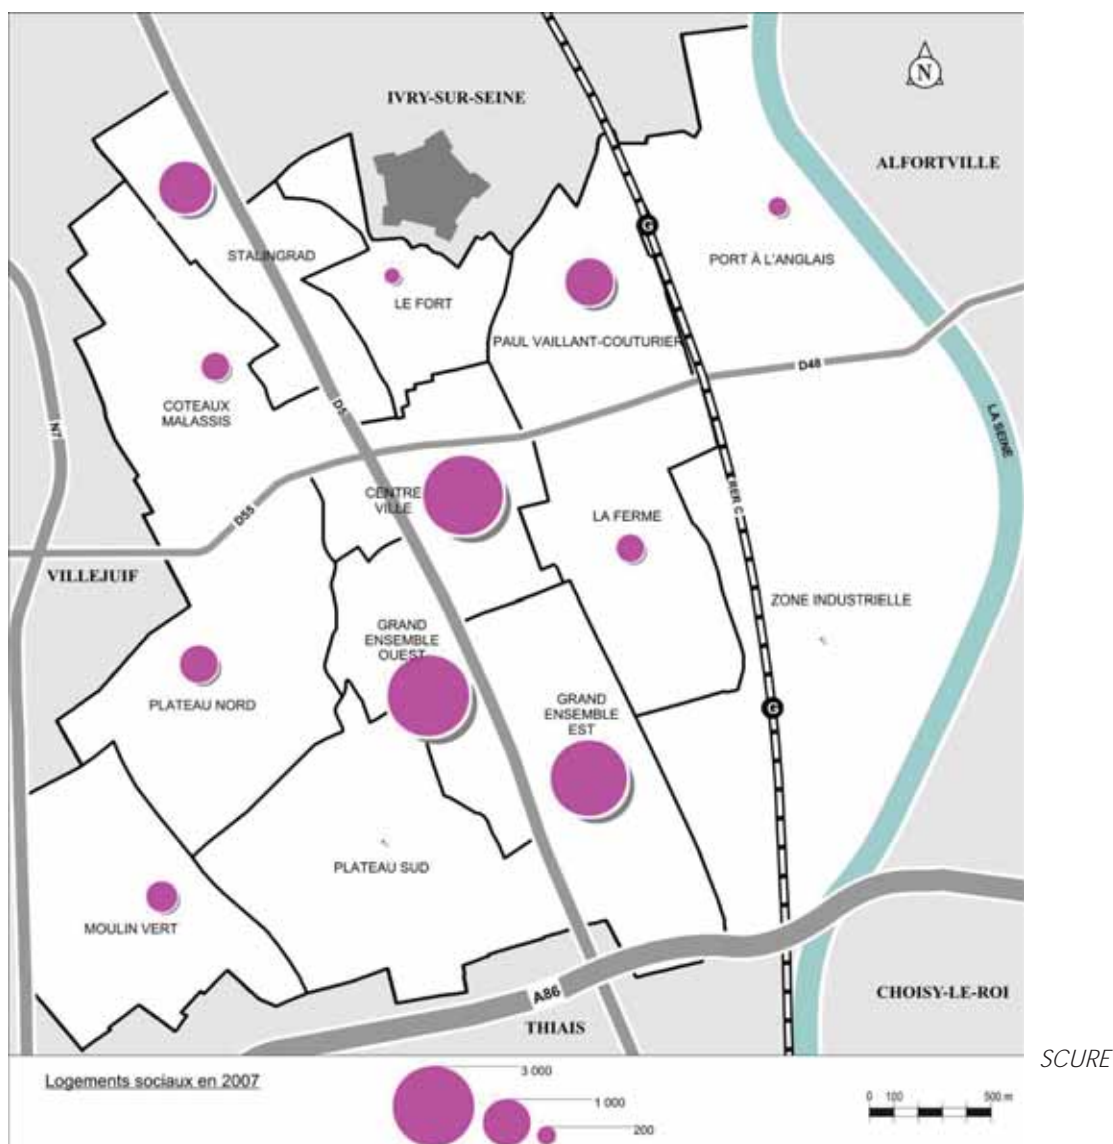 IVRY-SUR-SEINE
N
ALFORTVILLE
STALINGRAD
G
PORT À L'ANGLAIS
LE FORT
PAUL VAILLANT-COUTURIER
D48
D5
COTEAUX
MALASSIS
N7
LA SEINE
CENTRE
VILLE
D55
RER C
LA FERME
VILLEJUIF
ZONE INDUSTRIELLE
GRAND
ENSEMBLE
OUEST
PLATEAU NORD
GRAND
ENSEMBLE
EST
G
PLATEAU SUD
MOULIN VERT
A86
CHOISY-LE-ROI
THIAIS
SCURE
Logements sociaux en 2007
3 000
1 000
200
0 100 500 m